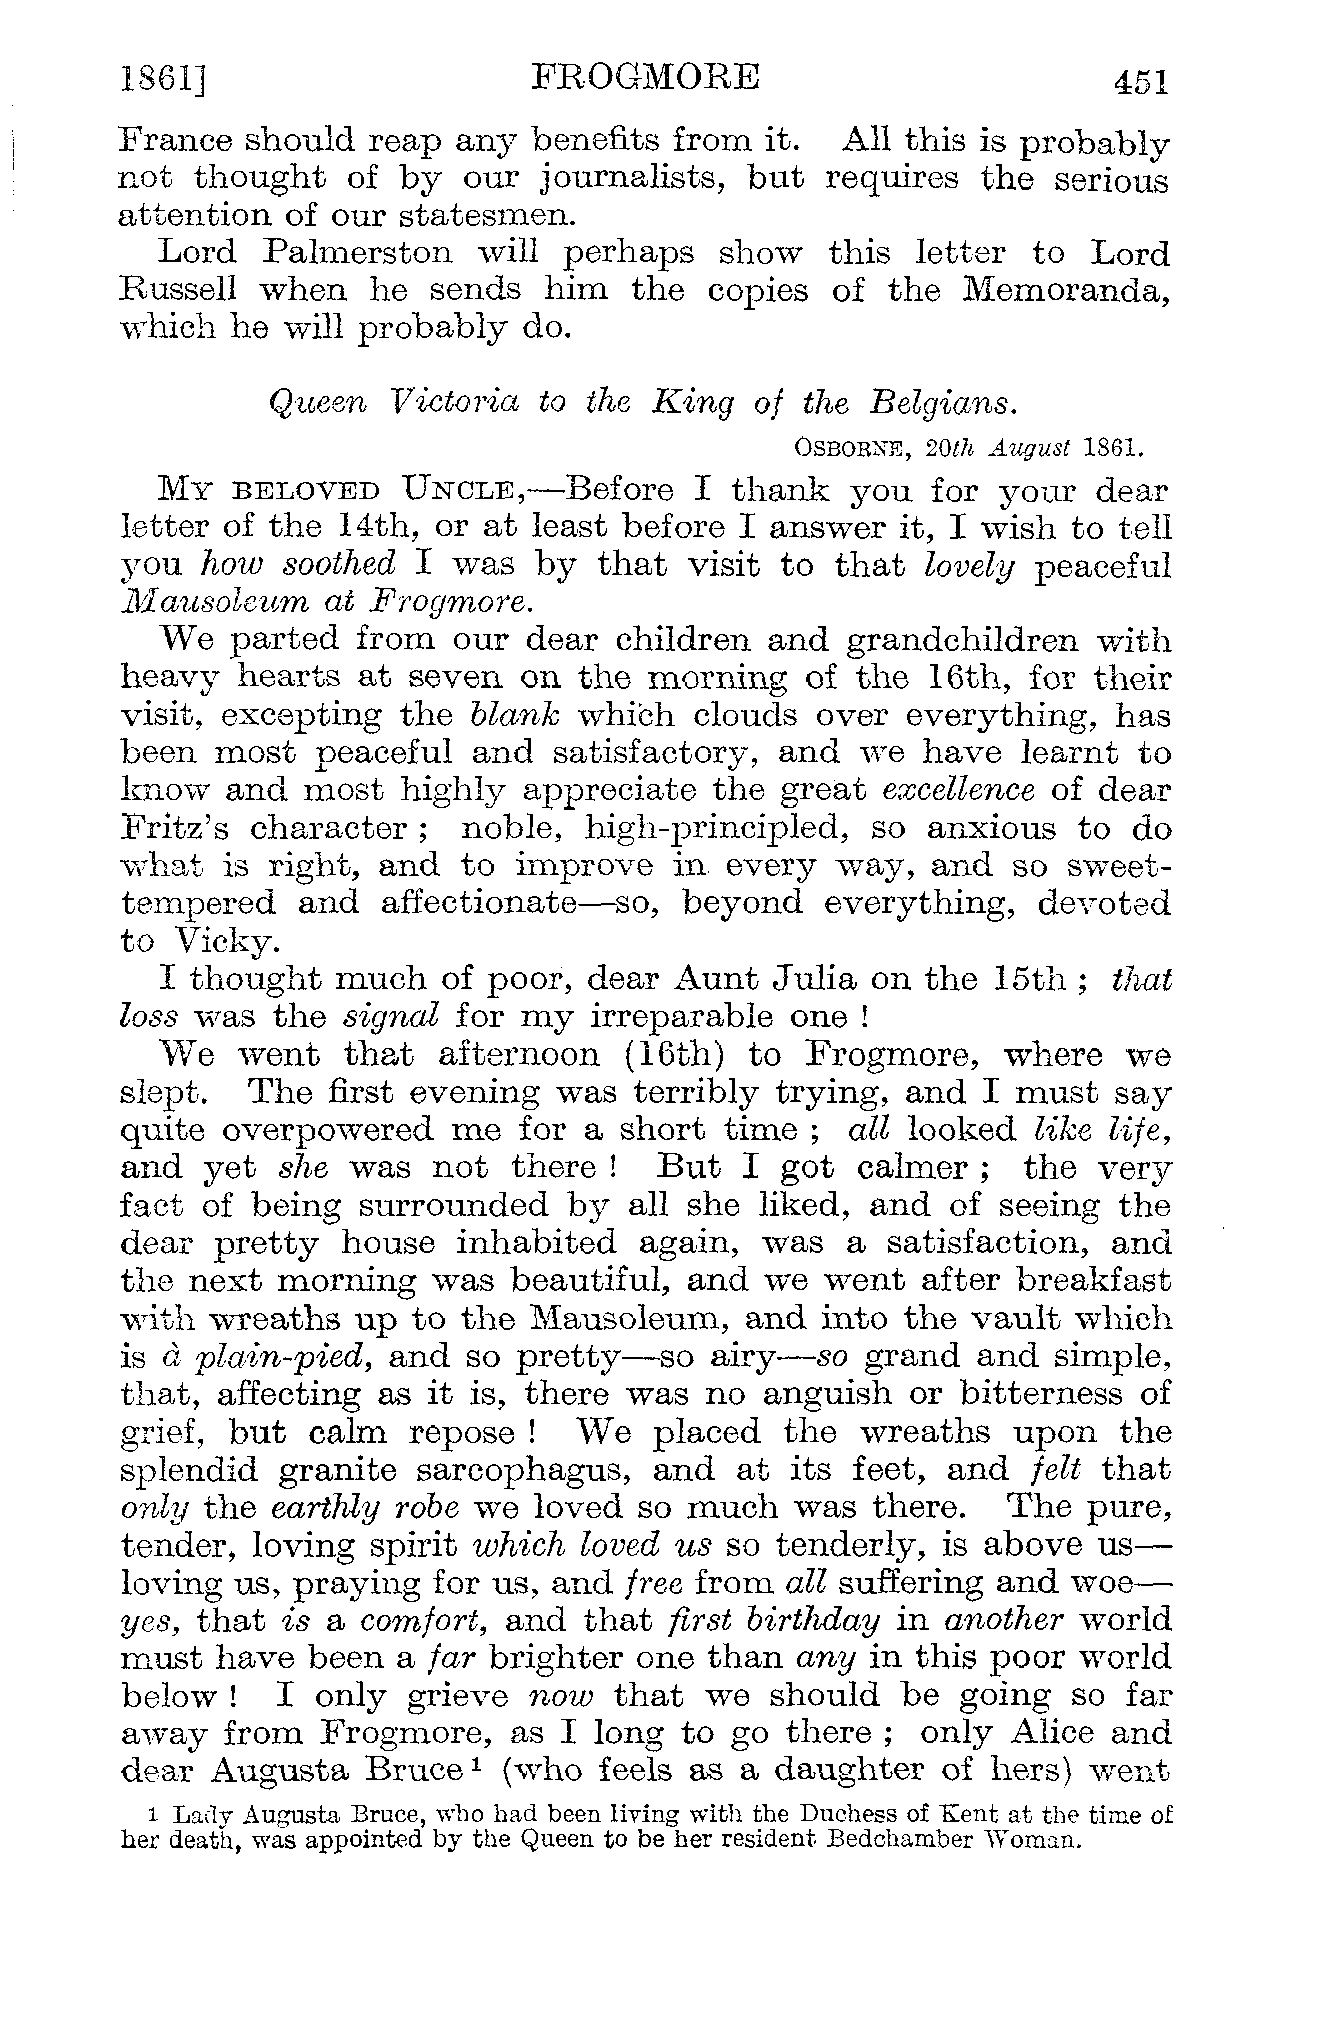 1861] FROGMORE 451
France should reap any benefits from it. All this is probably
not thought of by our journalists, but requires the serious
attention of our statesmen.
Lord Palmerston will perhaps show this letter to Lord
Russell when he sends him the copies of the Memoranda,
which he will probably do.
Queen Victoria to the King of the Belgians.
OSBORNE, 20th August 1861.
MY BELOVED UNCLE,—Before I thank you for your dear
letter of the 14th, or at least before I answer it, I wish to tell
you how soothed I was by that visit to that lovely peaceful
Mausoleum at Frogmore.
We parted from our dear children and grandchildren with
heavy hearts at seven on the morning of the 16th, for their
visit, excepting the blank which clouds over everything, has
been most peaceful and satisfactory, and we have learnt to
know and most highly appreciate the great excellence of dear
Fritz's character ; noble, high-principled, so anxious to do
what is right, and to improve in every way, and so sweet-
tempered and affectionate—so, beyond everything, devoted
to Vicky.
I thought much of poor, dear Aunt Julia on the 15th ; that
loss was the signal for my irreparable one !
We went that afternoon (16th) to Frogmore, where we
slept. The first evening was terribly trying, and I must say
quite overpowered me for a short time ; all looked like life,
and yet she was not there ! But I got calmer ; the very
fact of being surrounded by all she liked, and of seeing the
dear pretty house inhabited again, was a satisfaction, and
the next morning was beautiful, and we went after breakfast
with wreaths up to the Mausoleum, and into the vault which
is à plain-pied, and so pretty—so airy—so grand and simple,
that, affecting as it is, there was no anguish or bitterness of
grief, but calm repose ! We placed the wreaths upon the
splendid granite sarcophagus, and at its feet, and felt that
only the earthly robe we loved so much was there. The pure,
tender, loving spirit which loved us so tenderly, is above us—
loving us, praying for us, and free from all suffering and woe—
yes, that is a comfort, and that first birthday in another world
must have been a far brighter one than any in this poor world
below ! I only grieve now that we should be going so far
away from Frogmore, as I long to go there ; only Alice and
dear Augusta Bruce 1 (who feels as a daughter of hers) went
1 Lady Augusta Bruce, who had been living with the Duchess of Kent at the time of
her death, was appointed by the Queen to be her resident Bedchamber Woman.